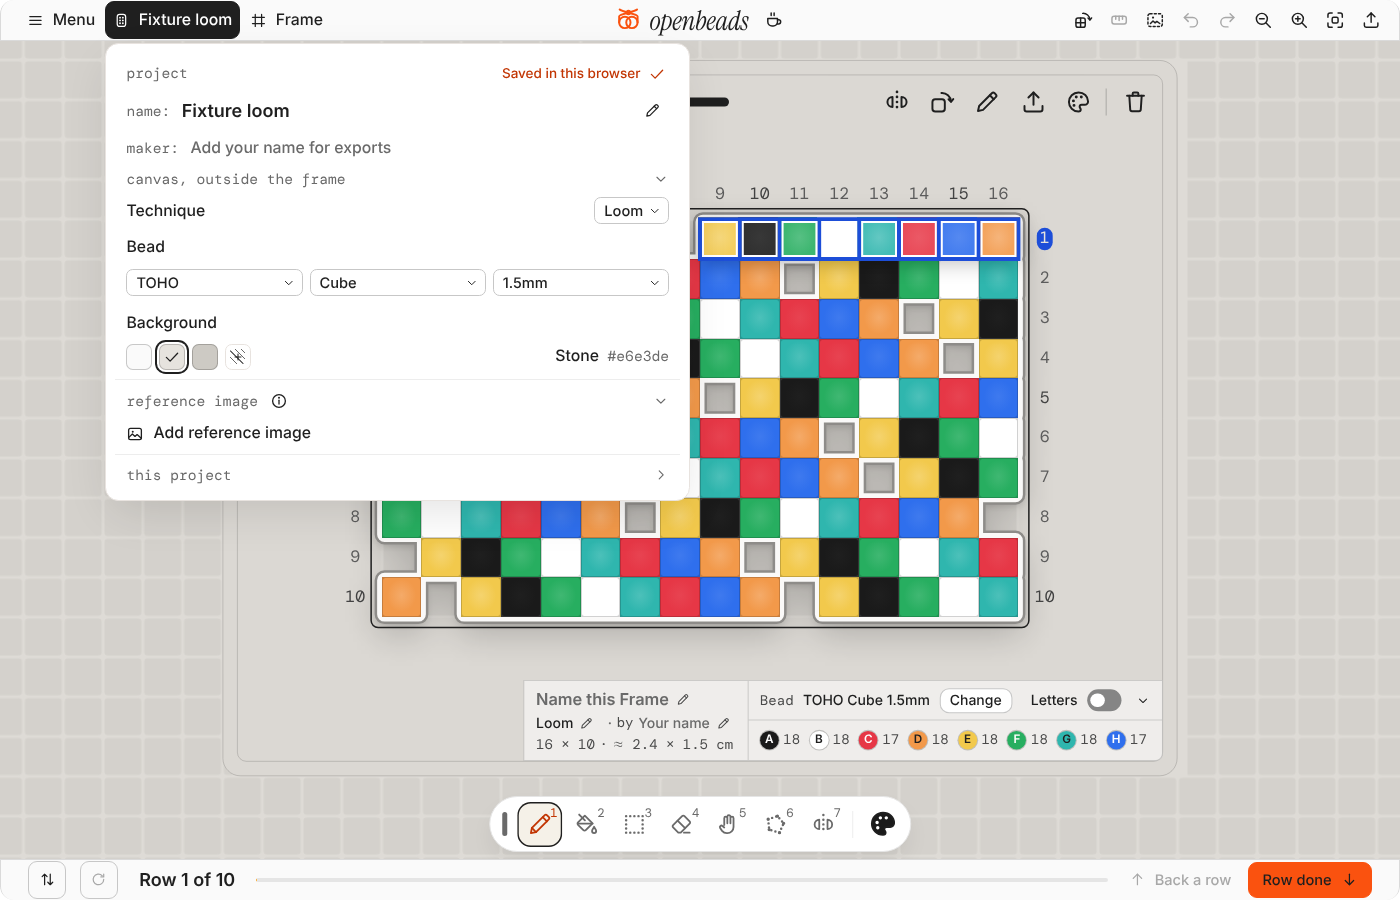 Menu
Fixture loom
Frame
openbeads
project
Saved in this browser
name: Fixture loom
maker: Add your name for exports
canvas, outside the frame
Technique
Loom
Bead
TOHO
Cube
1.5mm
Background
Stone #e6e3de
reference image
Add reference image
this project
9 10 11 12 13 14 15 16
1
2
3
4
5
6
7
8 8
9 9
10 10
Name this Frame
Loom · by Your name
16 × 10 · ≈ 2.4 × 1.5 cm
Bead TOHO Cube 1.5mm Change Letters
A 18 B 18 C 17 D 18 E 18 F 18 G 18 H 17
1 2 3 4 5 6 7
Row 1 of 10
Back a row
Row done